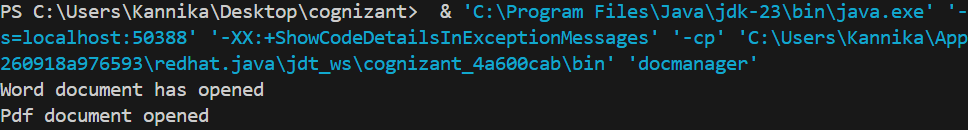 PS C:\Users\Kannika\Desktop\cognizant>  & 'C:\Program Files\Java\jdk-23\bin\java.exe' '-
s=localhost:50388' '-XX:+ShowCodeDetailsInExceptionMessages' '-cp' 'C:\Users\Kannika\App
260918a976593\redhat.java\jdt_ws\cognizant_4a600cab\bin' 'docmanager'
Word document has opened
Pdf document opened